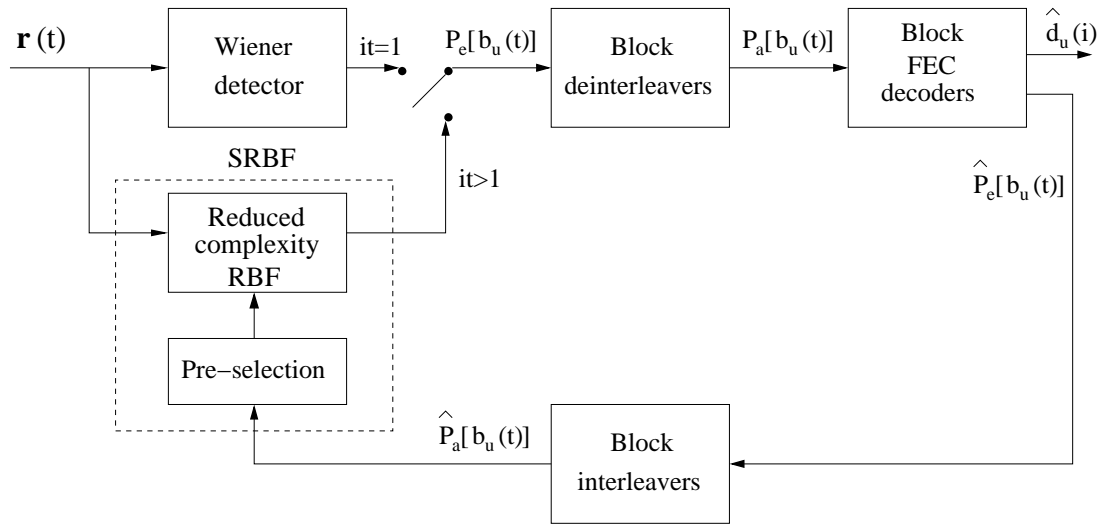 r (t)
Wiener
detector
it=1
P_e[b_u(t)]
Block
deinterleavers
P_a[b_u(t)]
Block
FEC
decoders
d̂_u(i)
SRBF
it>1
P̂_e[b_u(t)]
Reduced
complexity
RBF
Pre−selection
P̂_a[b_u(t)]
Block
interleavers